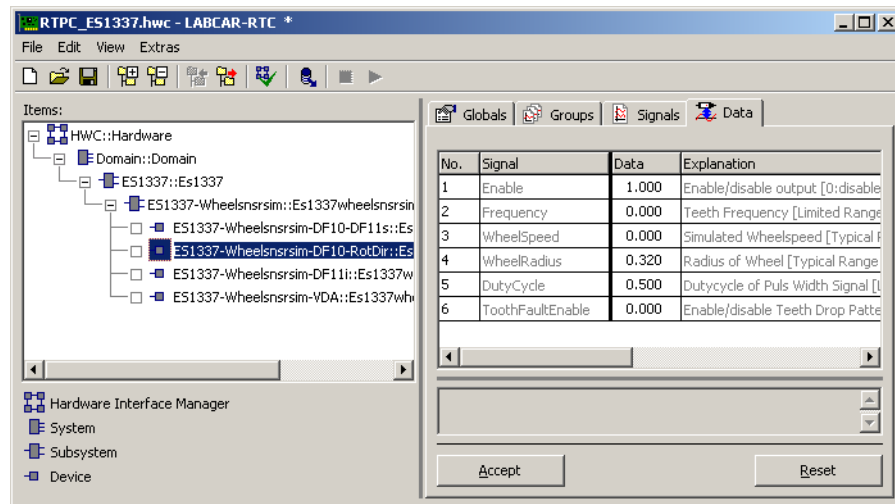 RTPC_ES1337.hwc - LABCAR-RTC *
File Edit View Extras
Items:
HWC::Hardware
Domain::Domain
ES1337::Es1337
ES1337-Wheelsnsrsim::Es1337wheelsnsrsin
ES1337-Wheelsnsrsim-DF10-DF11s::Es
ES1337-Wheelsnsrsim-DF10-RotDir::Es
ES1337-Wheelsnsrsim-DF11i::Es1337w
ES1337-Wheelsnsrsim-VDA::Es1337whe
Hardware Interface Manager
System
Subsystem
Device
Globals Groups Signals Data
No. Signal Data Explanation
1 Enable 1.000 Enable/disable output [0:disable
2 Frequency 0.000 Teeth Frequency [Limited Range
3 WheelSpeed 0.000 Simulated Wheelspeed [Typical
4 WheelRadius 0.320 Radius of Wheel [Typical Range
5 DutyCycle 0.500 Dutycycle of Puls Width Signal [L
6 ToothFaultEnable 0.000 Enable/disable Teeth Drop Patte
Accept Reset